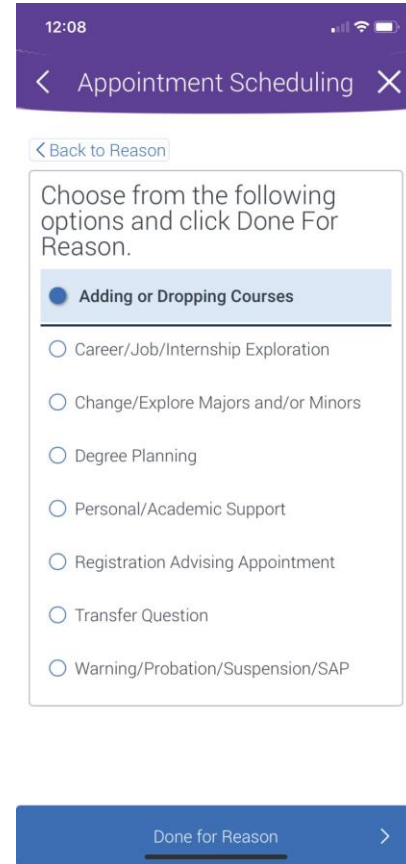 12:08
Appointment Scheduling
Back to Reason
Choose from the following
options and click Done For
Reason.
Adding or Dropping Courses
Career/Job/Internship Exploration
Change/Explore Majors and/or Minors
Degree Planning
Personal/Academic Support
Registration Advising Appointment
Transfer Question
Warning/Probation/Suspension/SAP
Done for Reason